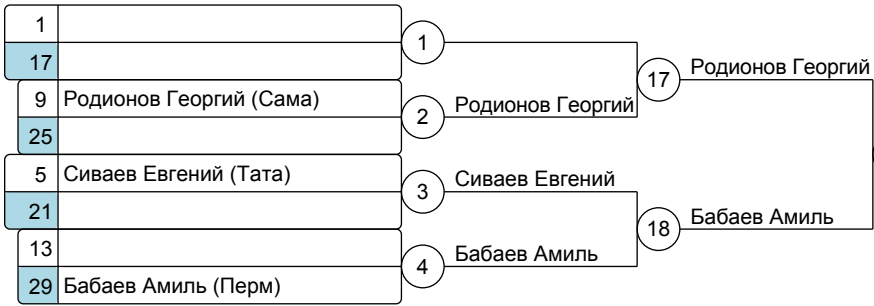 1
17
1
9 Родионов Георгий (Сама)
25
2
Родионов Георгий
17
Родионов Георгий
5 Сиваев Евгений (Тата)
21
3
Сиваев Евгений
13
29 Бабаев Амиль (Перм)
4
Бабаев Амиль
18
Бабаев Амиль